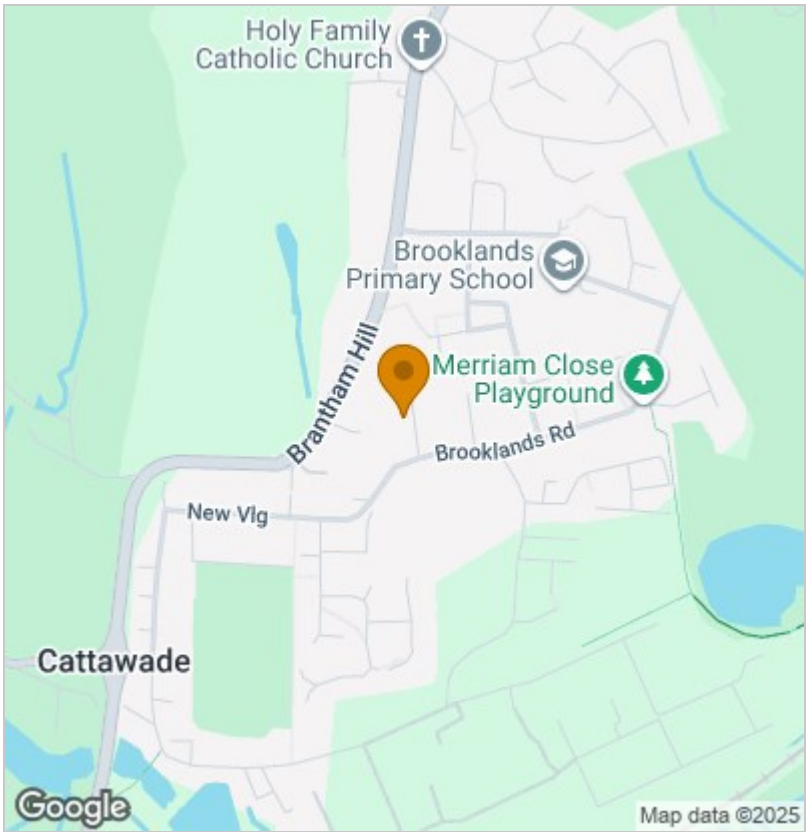 Holy Family
Catholic Church
Brooklands
Primary School
Merriam Close
Playground
Brantham Hill
Brooklands Rd
New Vlg
Cattawade
Google
Map data ©2025